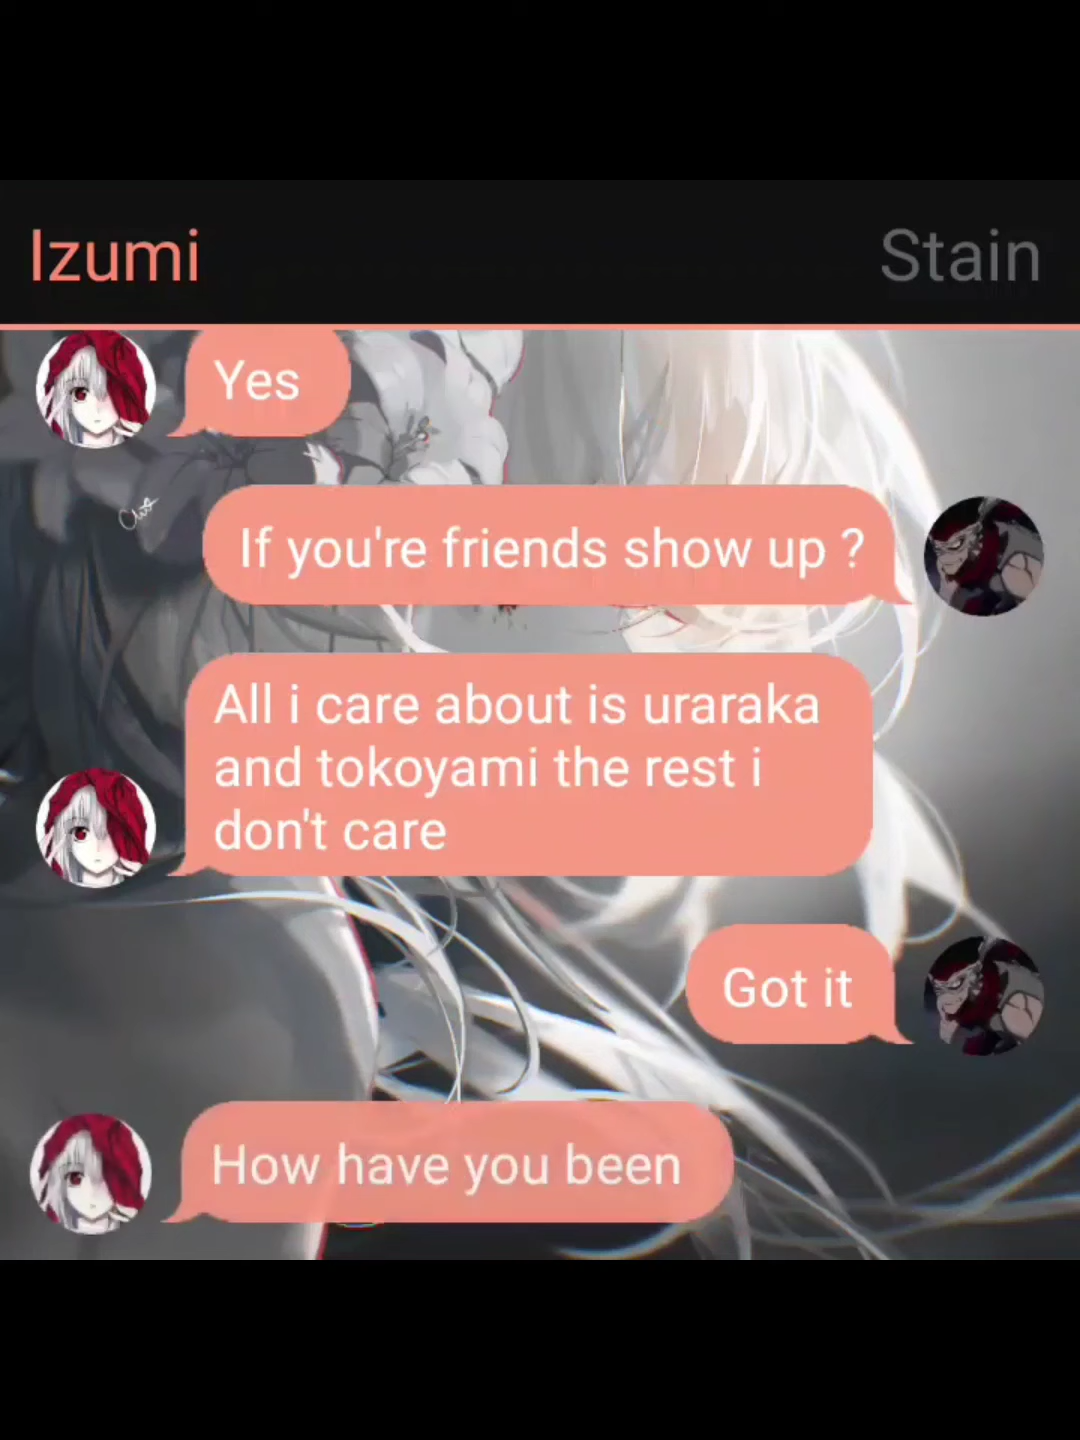 Izumi
Stain
Yes
If you're friends show up ?
All i care about is uraraka
and tokoyami the rest i
don't care
Got it
How have you been